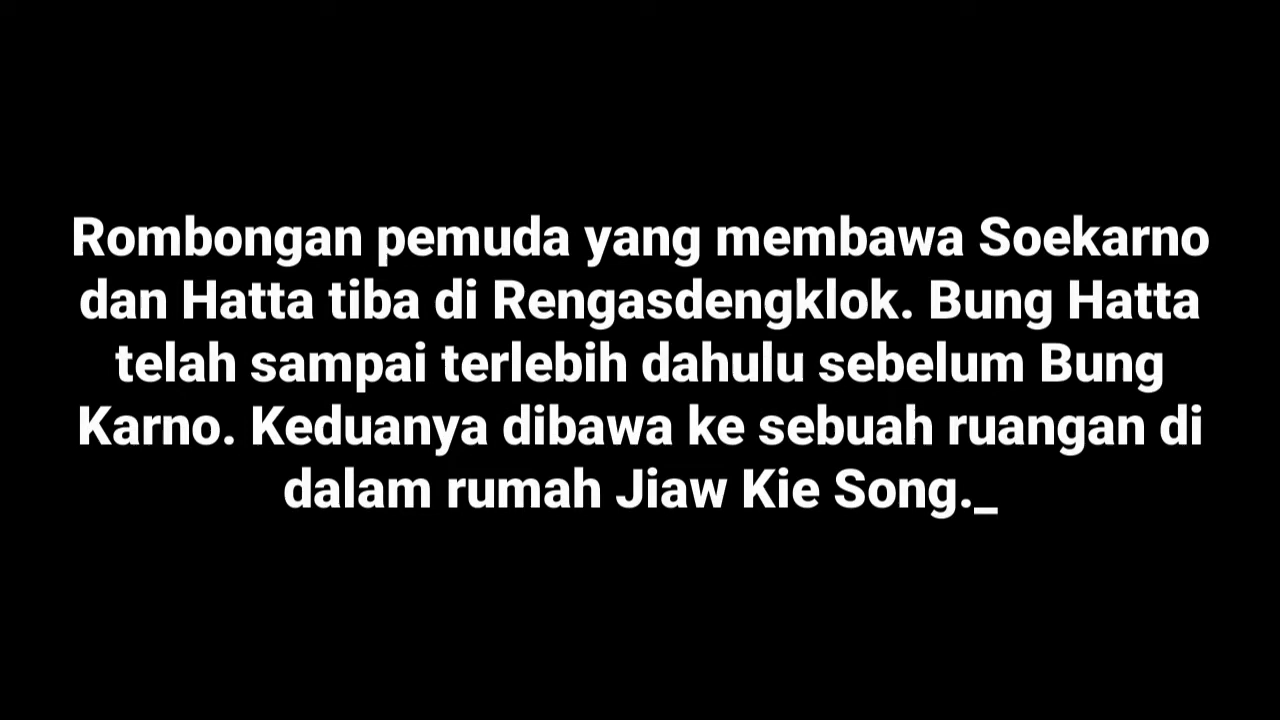 Rombongan pemuda yang membawa Soekarno
dan Hatta tiba di Rengasdengklok. Bung Hatta
telah sampai terlebih dahulu sebelum Bung
Karno. Keduanya dibawa ke sebuah ruangan di
dalam rumah Jiaw Kie Song._